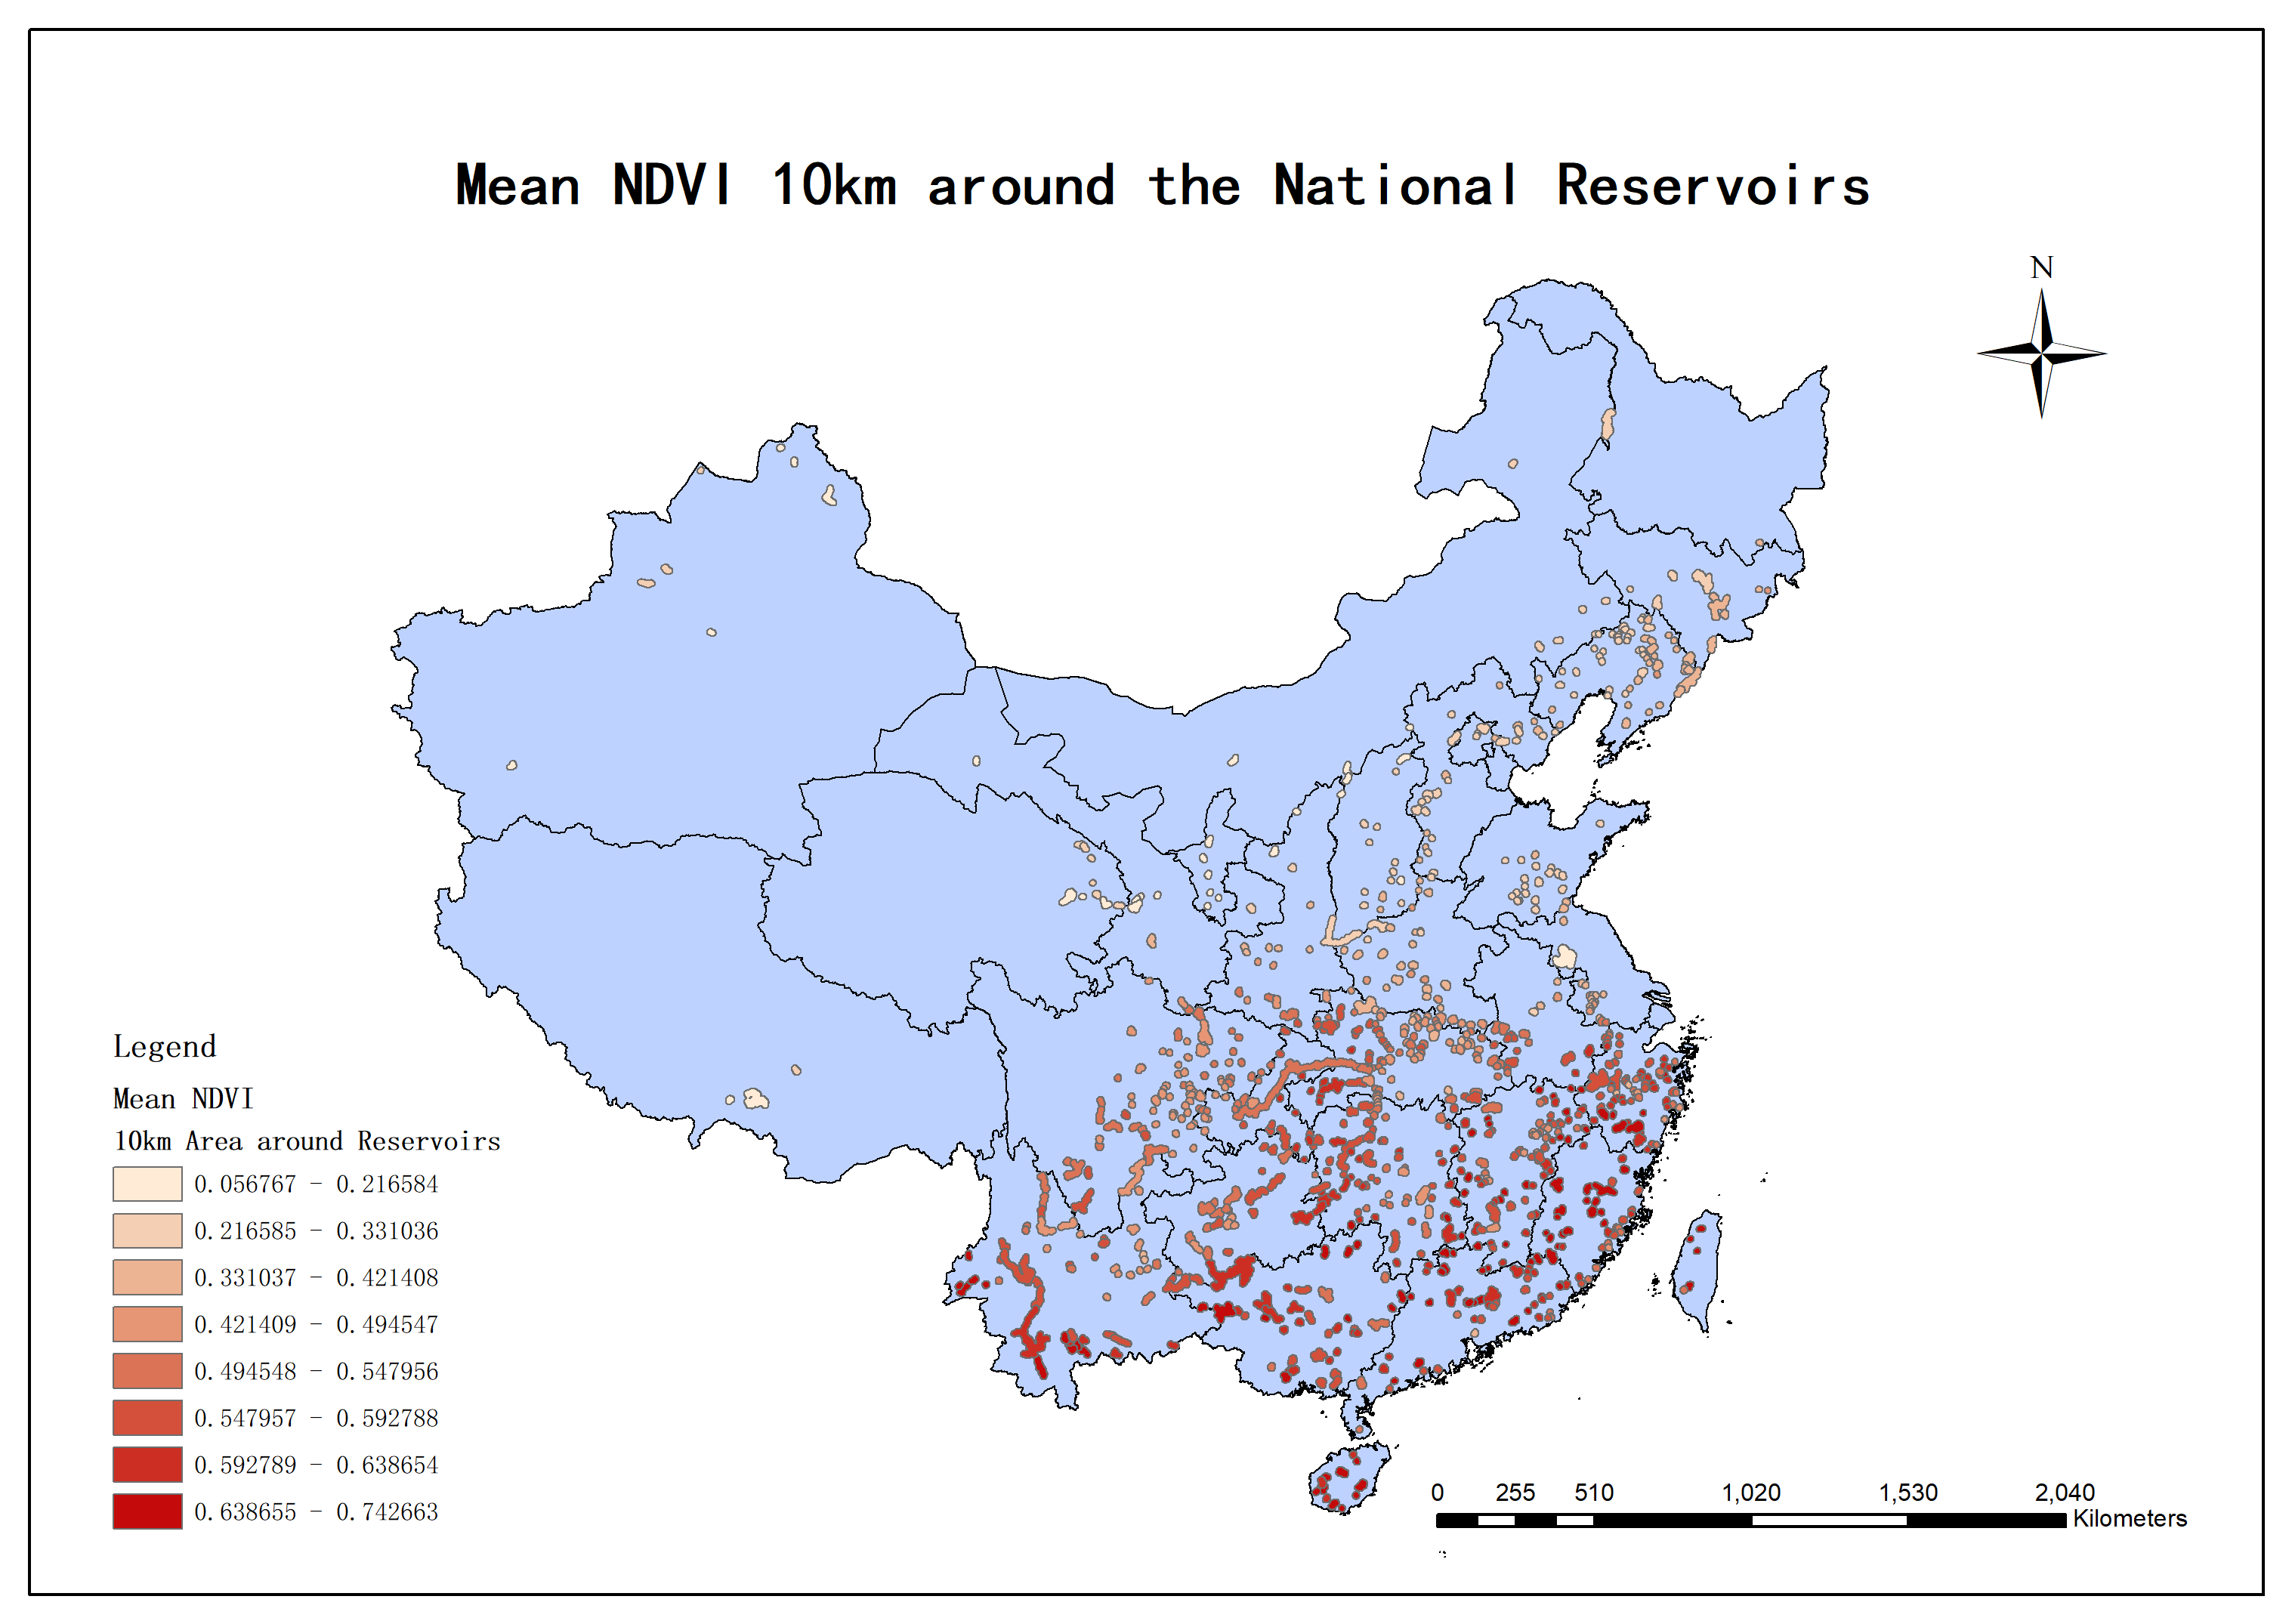 Mean NDVI 10km around the National Reservoirs
N
Legend
Mean NDVI
10km Area around Reservoirs
0.056767 - 0.216584
0.216585 - 0.331036
0.331037 - 0.421408
0.421409 - 0.494547
0.494548 - 0.547956
0.547957 - 0.592788
0.592789 - 0.638654
0.638655 - 0.742663
0 255 510 1,020 1,530 2,040
Kilometers